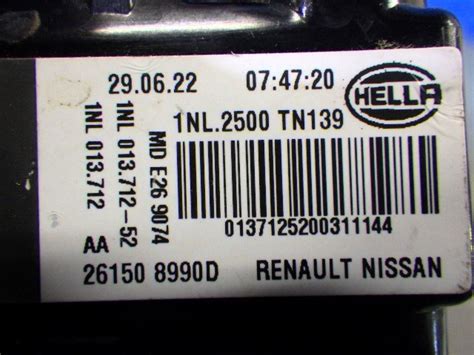 29.06.22 07:47:20
HELLA
1NL.2500 TN139
MD E26 9074
1NL 013.712-52
1NL 013.712
0137125200311144
AA
26150 8990D RENAULT NISSAN